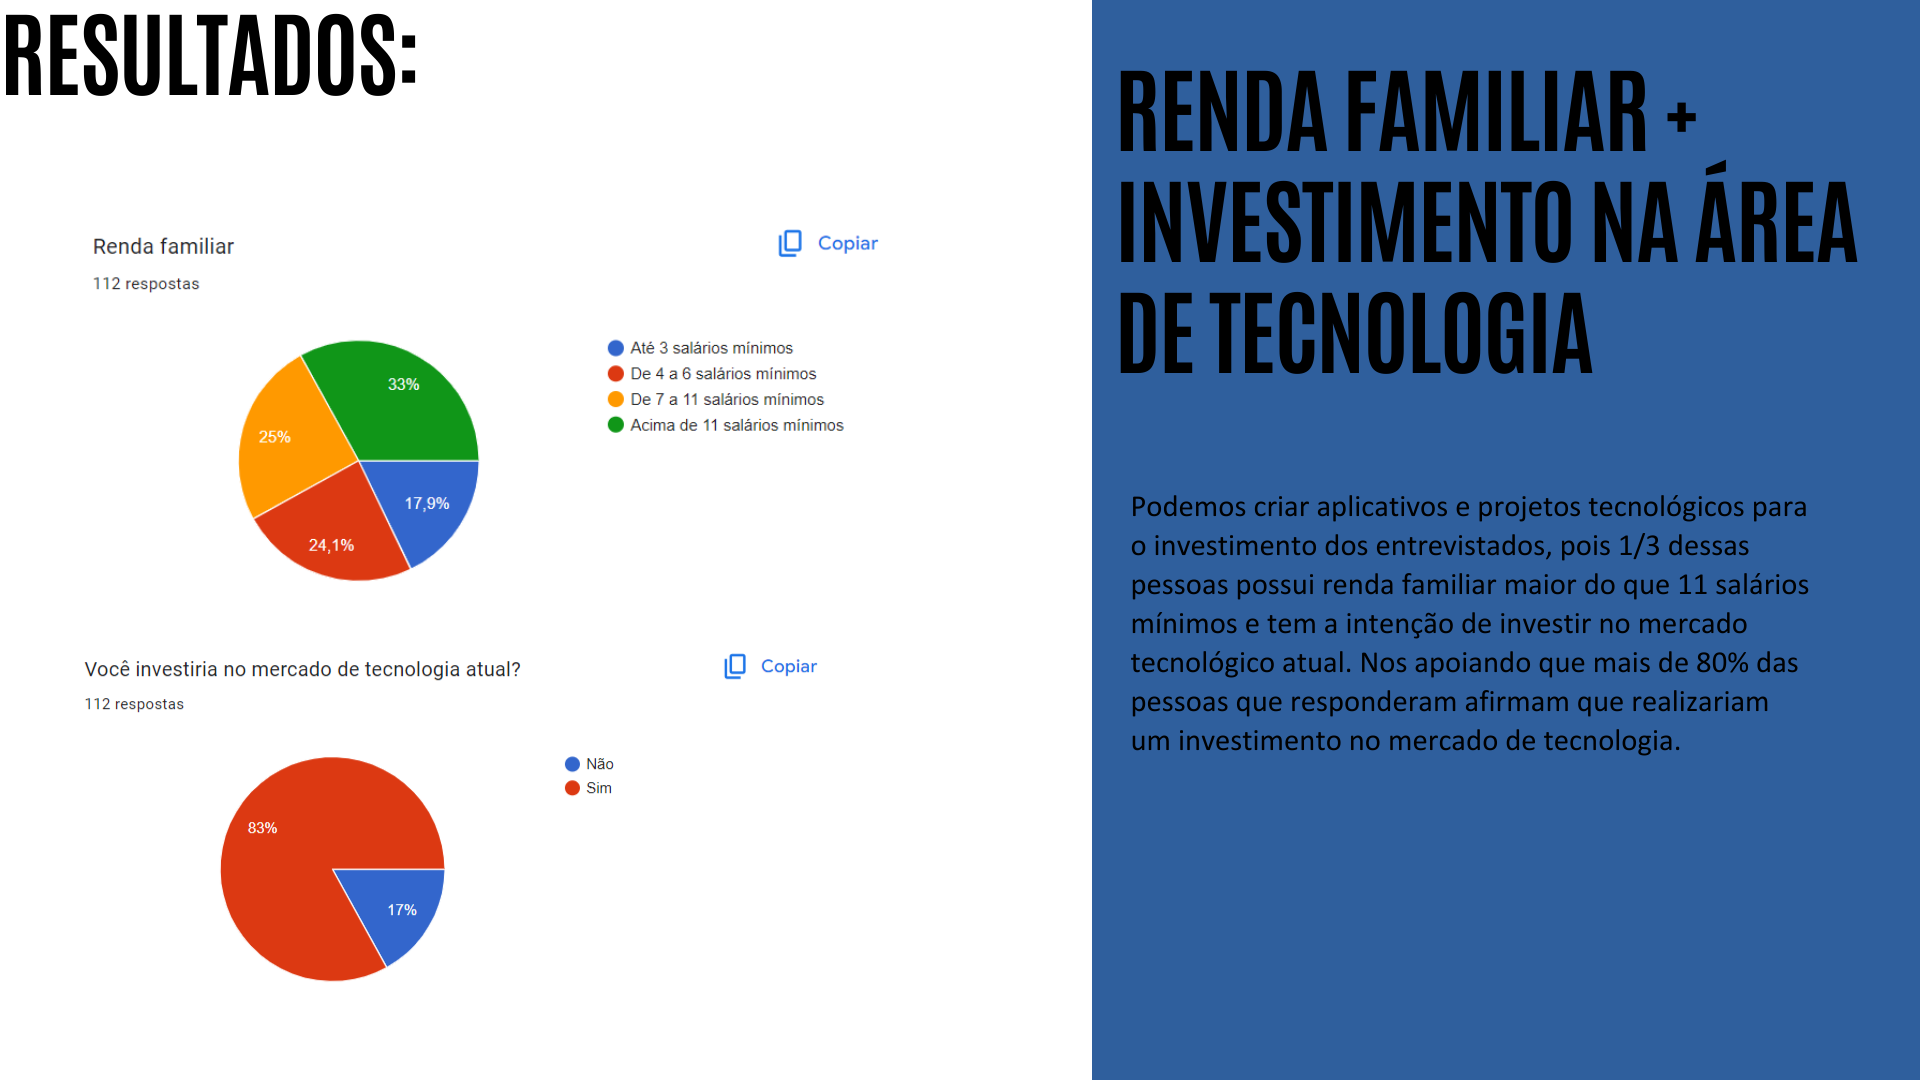 RESULTADOS:
Renda familiar
Copiar
112 respostas
33%
25%
17,9%
24,1%
Até 3 salários mínimos
De 4 a 6 salários mínimos
De 7 a 11 salários mínimos
Acima de 11 salários mínimos
Você investiria no mercado de tecnologia atual?
Copiar
112 respostas
83%
17%
Não
Sim
RENDA FAMILIAR +
INVESTIMENTO NA ÁREA
DE TECNOLOGIA
Podemos criar aplicativos e projetos tecnológicos para
o investimento dos entrevistados, pois 1/3 dessas
pessoas possui renda familiar maior do que 11 salários
mínimos e tem a intenção de investir no mercado
tecnológico atual. Nos apoiando que mais de 80% das
pessoas que responderam afirmam que realizariam
um investimento no mercado de tecnologia.